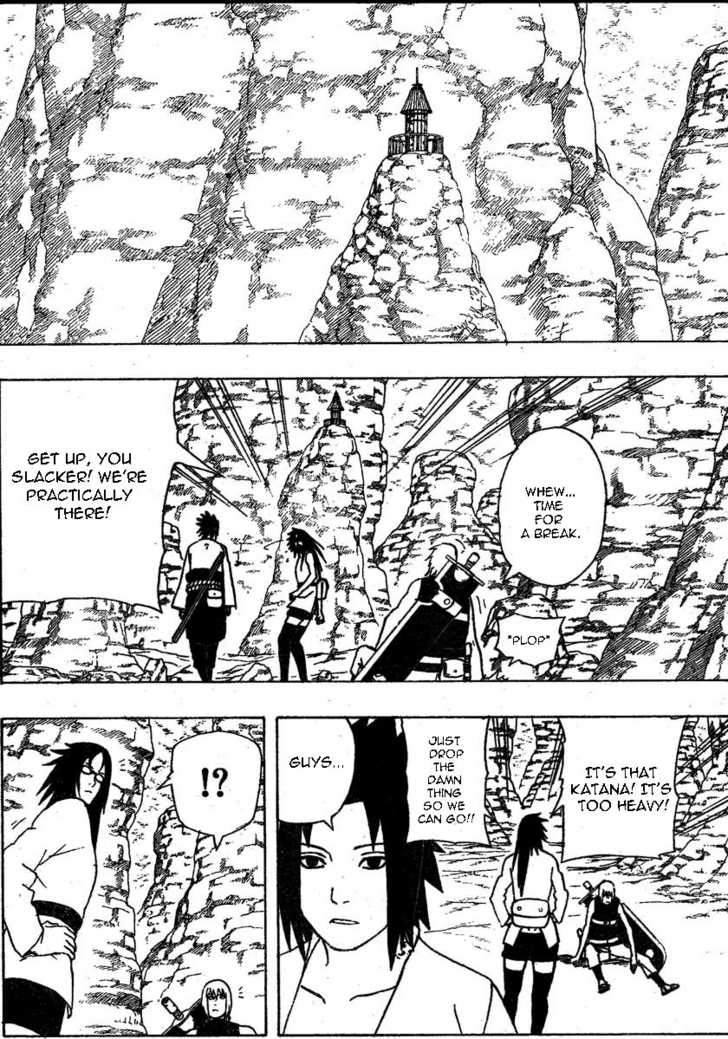 WHEW...
TIME
FOR
A BREAK.
"PLOP"
GET UP, YOU
SLACKER! WE'RE
PRACTICALLY
THERE!
IT'S THAT
KATANA! IT'S
TOO HEAVY!
JUST
DROP
THE
DAMN
THING
SO WE
CAN GO!!
GUYS...
!?